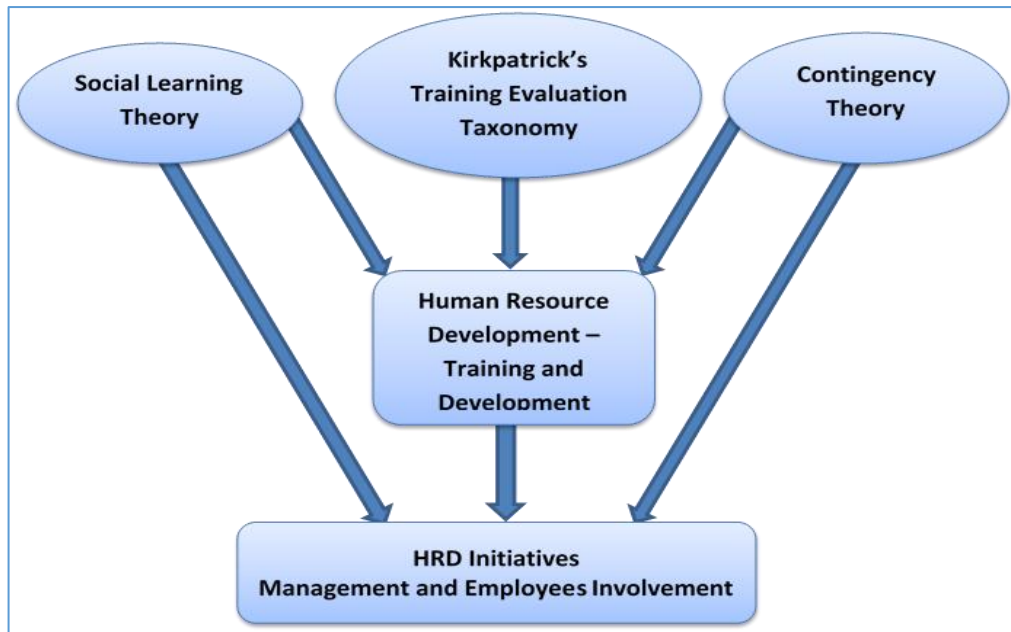 Social Learning
Theory
Kirkpatrick's
Training Evaluation
Taxonomy
Contingency
Theory
Human Resource
Development –
Training and
Development
HRD Initiatives
Management and Employees Involvement